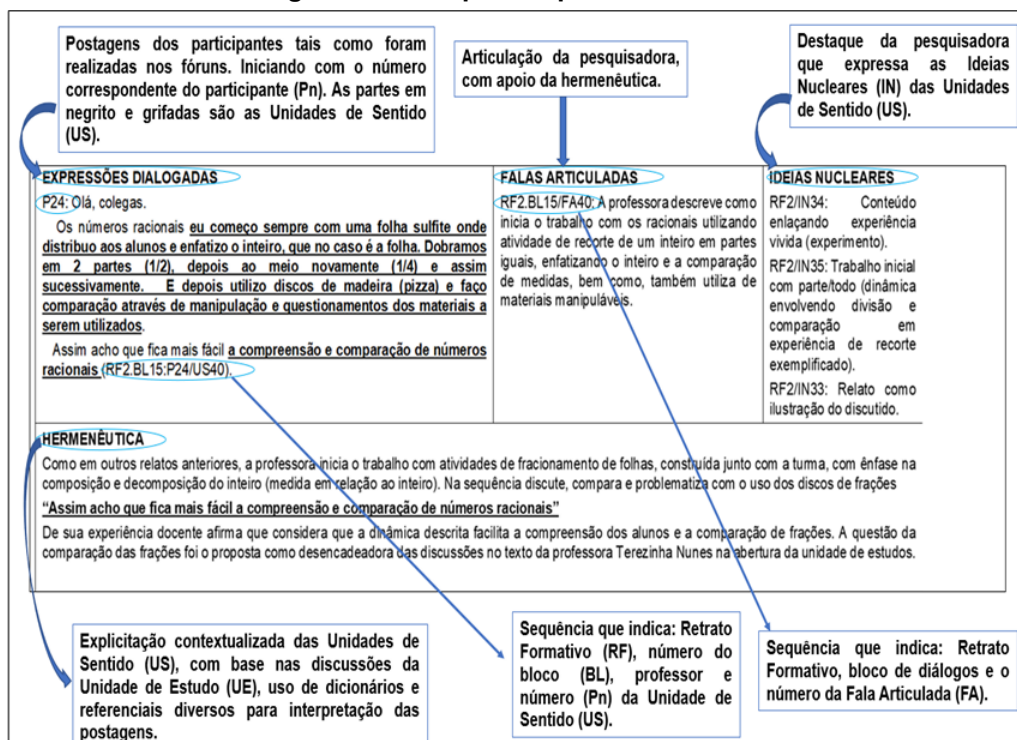 Postagens dos participantes tais como foram
realizadas nos fóruns. Iniciando com o número
correspondente do participante (Pn). As partes em
negrito e grifadas são as Unidades de Sentido
(US).
Articulação da pesquisadora,
com apoio da hermenêutica.
Destaque da pesquisadora
que expressa as Ideias
Nucleares (IN) das Unidades
de Sentido (US).
EXPRESSÕES DIALOGADAS
P24: Olá, colegas.
Os números racionais eu começo sempre com uma folha sulfite onde
distribuo aos alunos e enfatizo o inteiro, que no caso é a folha. Dobramos
em 2 partes (1/2), depois ao meio novamente (1/4) e assim
sucessivamente. E depois utilizo discos de madeira (pizza) e faço
comparação através de manipulação e questionamentos dos materiais a
serem utilizados.
Assim acho que fica mais fácil a compreensão e comparação de números
racionais (RF2.BL15:P24/US40).
FALAS ARTICULADAS
RF2.BL15/FA40: A professora descreve como
inicia o trabalho com os racionais utilizando
atividade de recorte de um inteiro em partes
iguais, enfatizando o inteiro e a comparação
de medidas, bem como, também utiliza de
materiais manipuláveis.
IDEIAS NUCLEARES
RF2/IN34: Conteúdo
enlaçando experiência
vivida (experimento).
RF2/IN35: Trabalho inicial
com parte/todo (dinâmica
envolvendo divisão e
comparação em
experiência de recorte
exemplificado).
RF2/IN33: Relato como
ilustração do discutido.
HERMENÊUTICA
Como em outros relatos anteriores, a professora inicia o trabalho com atividades de fracionamento de folhas, construída junto com a turma, com ênfase na
composição e decomposição do inteiro (medida em relação ao inteiro). Na sequência discute, compara e problematiza com o uso dos discos de frações
“Assim acho que fica mais fácil a compreensão e comparação de números racionais”
De sua experiência docente afirma que considera que a dinâmica descrita facilita a compreensão dos alunos e a comparação de frações. A questão da
comparação das frações foi o proposta como desencadeadora das discussões no texto da professora Terezinha Nunes na abertura da unidade de estudos.
Explicitação contextualizada das Unidades de
Sentido (US), com base nas discussões da
Unidade de Estudo (UE), uso de dicionários e
referenciais diversos para interpretação das
postagens.
Sequência que indica: Retrato
Formativo (RF), número do
bloco (BL), professor e
número (Pn) da Unidade de
Sentido (US).
Sequência que indica: Retrato
Formativo, bloco de diálogos e o
número da Fala Articulada (FA).